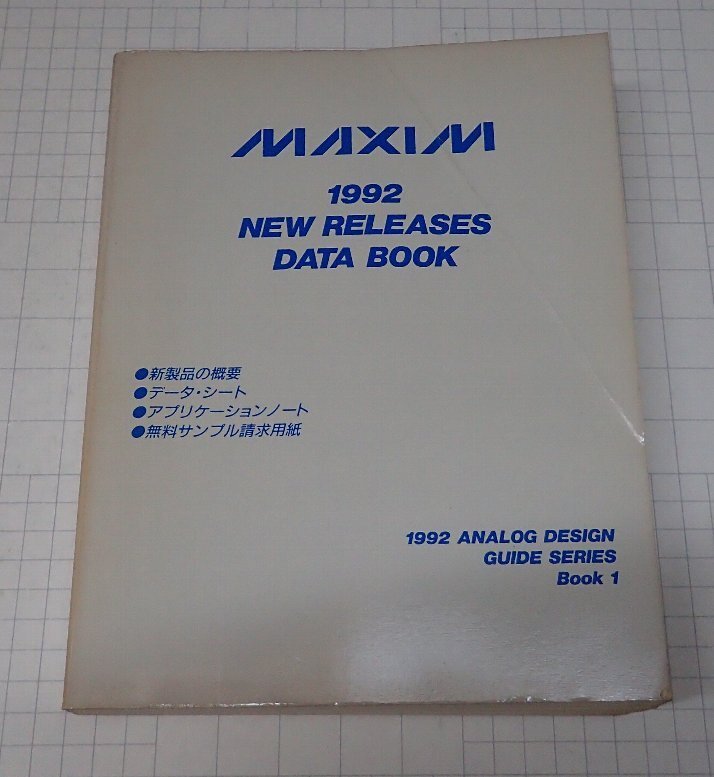 MAXIM
1992
NEW RELEASES
DATA BOOK
●新製品の概要
●データ・シート
●アプリケーションノート
●無料サンプル請求用紙
1992 ANALOG DESIGN
GUIDE SERIES
Book 1